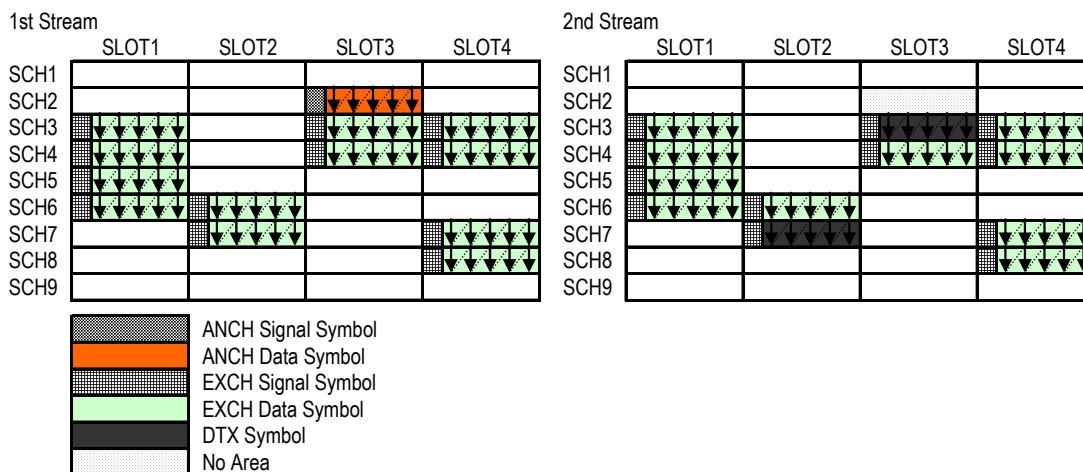 1st Stream
SLOT1 SLOT2 SLOT3 SLOT4
SCH1
SCH2
SCH3
SCH4
SCH5
SCH6
SCH7
SCH8
SCH9
2nd Stream
SLOT1 SLOT2 SLOT3 SLOT4
SCH1
SCH2
SCH3
SCH4
SCH5
SCH6
SCH7
SCH8
SCH9
ANCH Signal Symbol
ANCH Data Symbol
EXCH Signal Symbol
EXCH Data Symbol
DTX Symbol
No Area